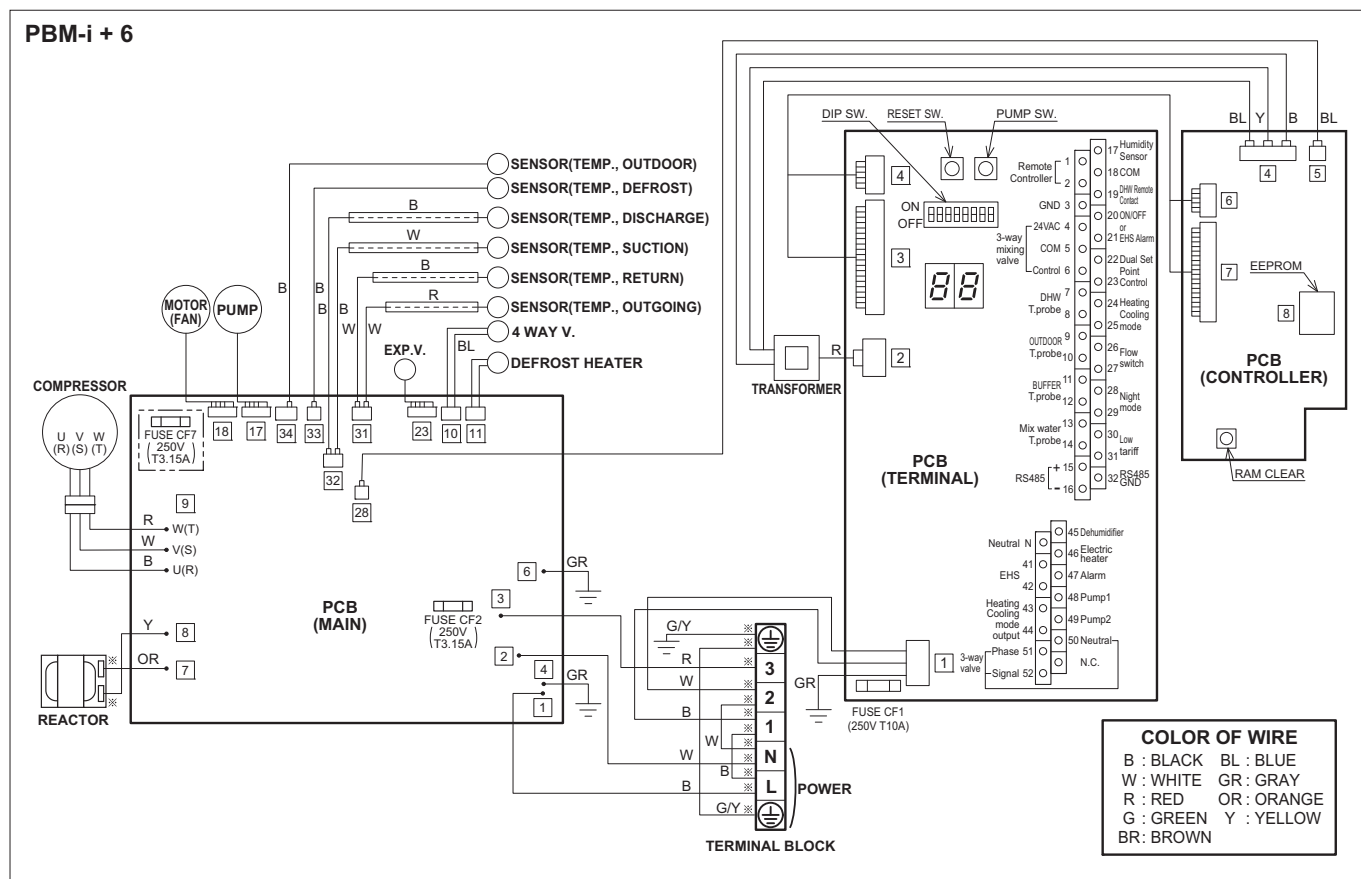 PBM-i + 6
BL Y B BL
DIP SW. RESET SW. PUMP SW.
SENSOR(TEMP., OUTDOOR)
SENSOR(TEMP., DEFROST)
B
SENSOR(TEMP., DISCHARGE)
W
SENSOR(TEMP., SUCTION)
B
SENSOR(TEMP., RETURN)
R
SENSOR(TEMP., OUTGOING)
4 WAY V.
BL
DEFROST HEATER
B B B B W W
MOTOR
(FAN)
PUMP
EXP.V.
COMPRESSOR
U V W
(R) (S) (T)
FUSE CF7
( 250V
T3.15A)
18 17 34 33 31 23 10 11
32
28
9
R W(T)
W V(S)
B U(R)
Y 8
OR 7
※
※
REACTOR
PCB
(MAIN)
FUSE CF2
( 250V
T3.15A)
6 GR
3
2
4 GR
1
4
3
2
ON
OFF
88
TRANSFORMER
R
PCB
(TERMINAL)
Remote
Controller
1
2
GND 3
3-way
mixing
valve
24VAC 4
COM 5
Control 6
DHW
T.probe
7
8
OUTDOOR
T.probe
9
10
BUFFER
T.probe
11
12
Mix water
T.probe
13
14
RS485
+ 15
- 16
17 Humidity
Sensor
18 COM
19 DHW Remote
Contact
20 ON/OFF
or
21 EHS Alarm
22 Dual Set
Point
23 Control
24 Heating
Cooling
25 mode
26 Flow
switch
27
28 Night
mode
29
30 Low
tariff
31
32 RS485
GND
Neutral N
EHS
41
42
Heating
Cooling
mode
output
43
44
3-way
valve
Phase 51
Signal 52
45 Dehumidifier
46 Electric
heater
47 Alarm
48 Pump1
49 Pump2
50 Neutral
N.C.
1
GR
FUSE CF1
(250V T10A)
4 5
6
7
EEPROM
8
PCB
(CONTROLLER)
RAM CLEAR
G/Y ※
※
R ※ 3
※
W ※ 2
※
B ※ 1
※
W
W ※ N
B ※
B ※ L
G/Y ※
POWER
TERMINAL BLOCK
COLOR OF WIRE
B : BLACK BL : BLUE
W : WHITE GR : GRAY
R : RED OR : ORANGE
G : GREEN Y : YELLOW
BR : BROWN